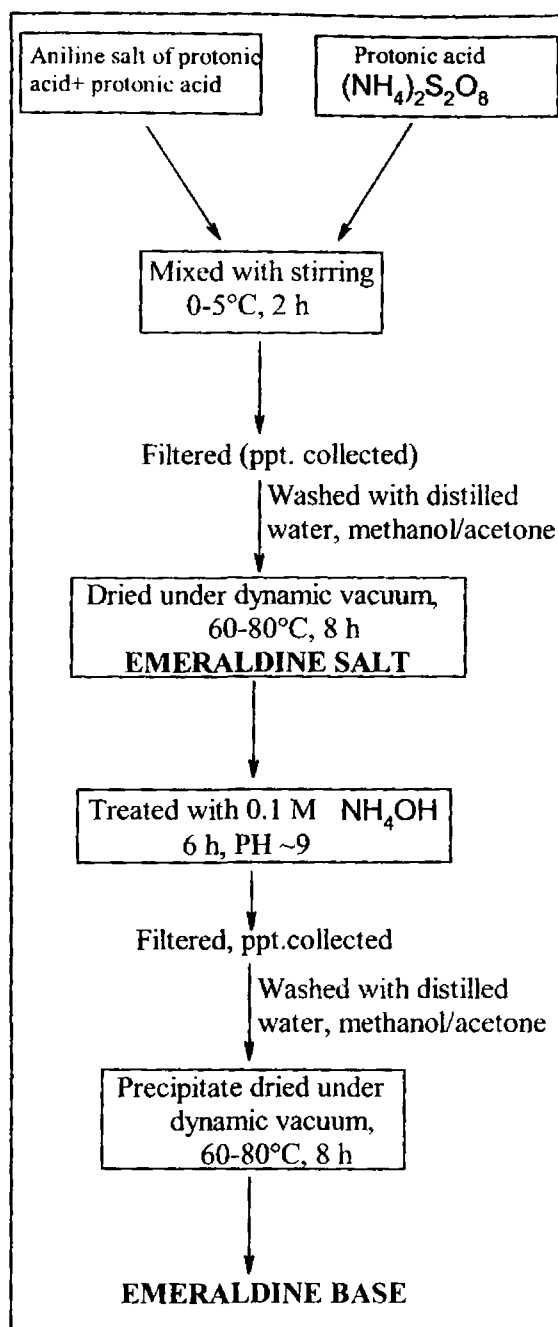 Aniline salt of protonic
acid+ protonic acid
Protonic acid
(NH4)2S2O8
Mixed with stirring
0-5°C, 2 h
Filtered (ppt. collected)
Washed with distilled
water, methanol/acetone
Dried under dynamic vacuum,
60-80°C, 8 h
EMERALDINE SALT
Treated with 0.1 M NH4OH
6 h, PH ~9
Filtered, ppt.collected
Washed with distilled
water, methanol/acetone
Precipitate dried under
dynamic vacuum,
60-80°C, 8 h
EMERALDINE BASE